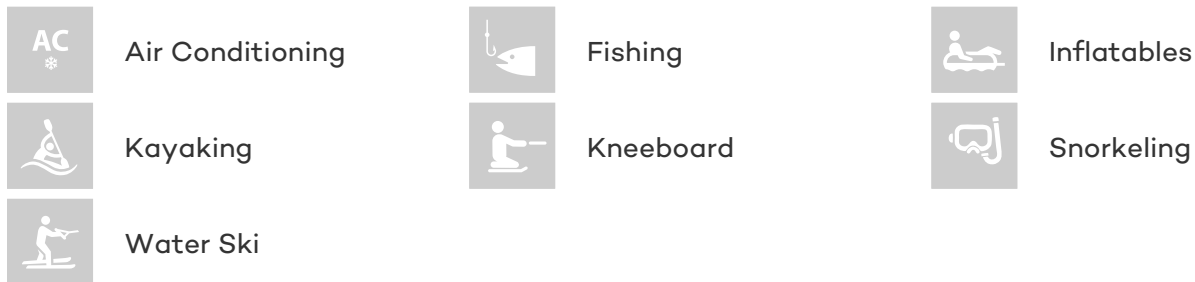 AC
Air Conditioning
Fishing
Inflatables
Kayaking
Kneeboard
Snorkeling
Water Ski